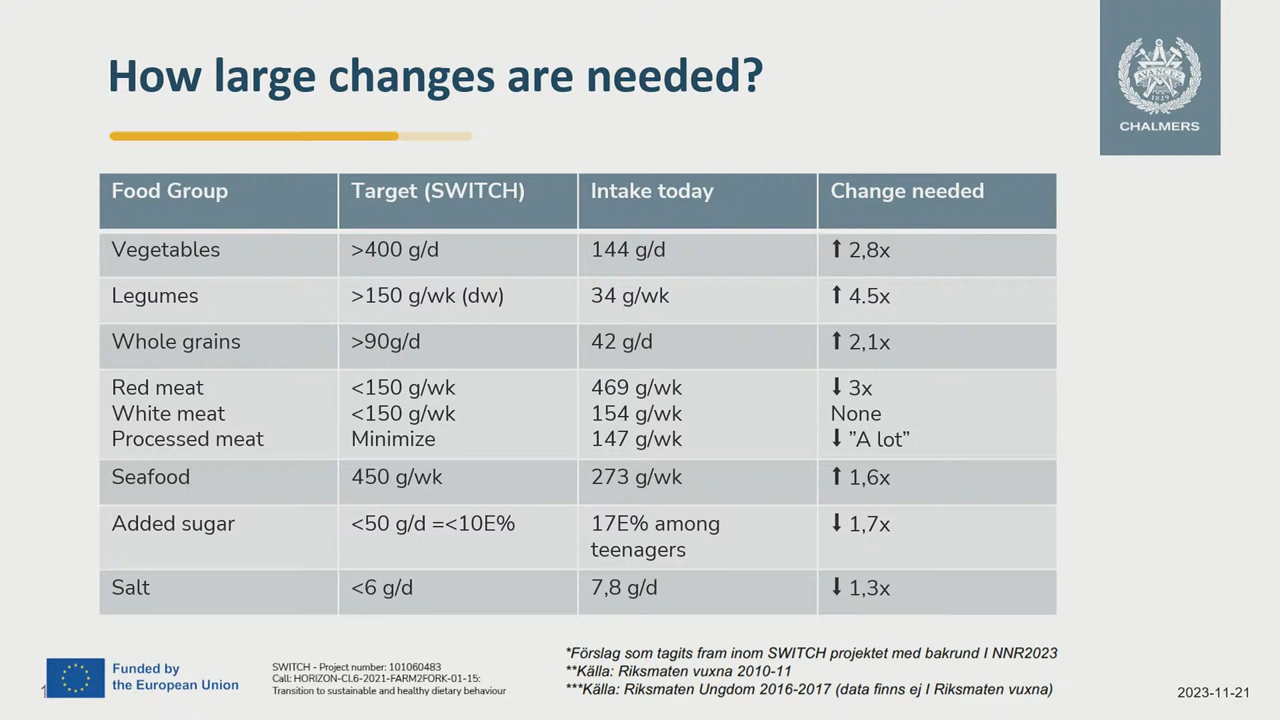 How large changes are needed?
AVANCEZ
1829
CHALMERS
Food Group Target (SWITCH) Intake today Change needed
Vegetables >400 g/d 144 g/d ⬆ 2,8x
Legumes >150 g/wk (dw) 34 g/wk ⬆ 4.5x
Whole grains >90g/d 42 g/d ⬆ 2,1x
Red meat <150 g/wk 469 g/wk ⬇ 3x
White meat <150 g/wk 154 g/wk None
Processed meat Minimize 147 g/wk ⬇ ”A lot”
Seafood 450 g/wk 273 g/wk ⬆ 1,6x
Added sugar <50 g/d =<10E% 17E% among ⬇ 1,7x
teenagers
Salt <6 g/d 7,8 g/d ⬇ 1,3x
Funded by
the European Union
SWITCH - Project number: 101060483
Call: HORIZON-CL6-2021-FARM2FORK-01-15:
Transition to sustainable and healthy dietary behaviour
*Förslag som tagits fram inom SWITCH projektet med bakrund I NNR2023
**Källa: Riksmaten vuxna 2010-11
***Källa: Riksmaten Ungdom 2016-2017 (data finns ej I Riksmaten vuxna)
2023-11-21